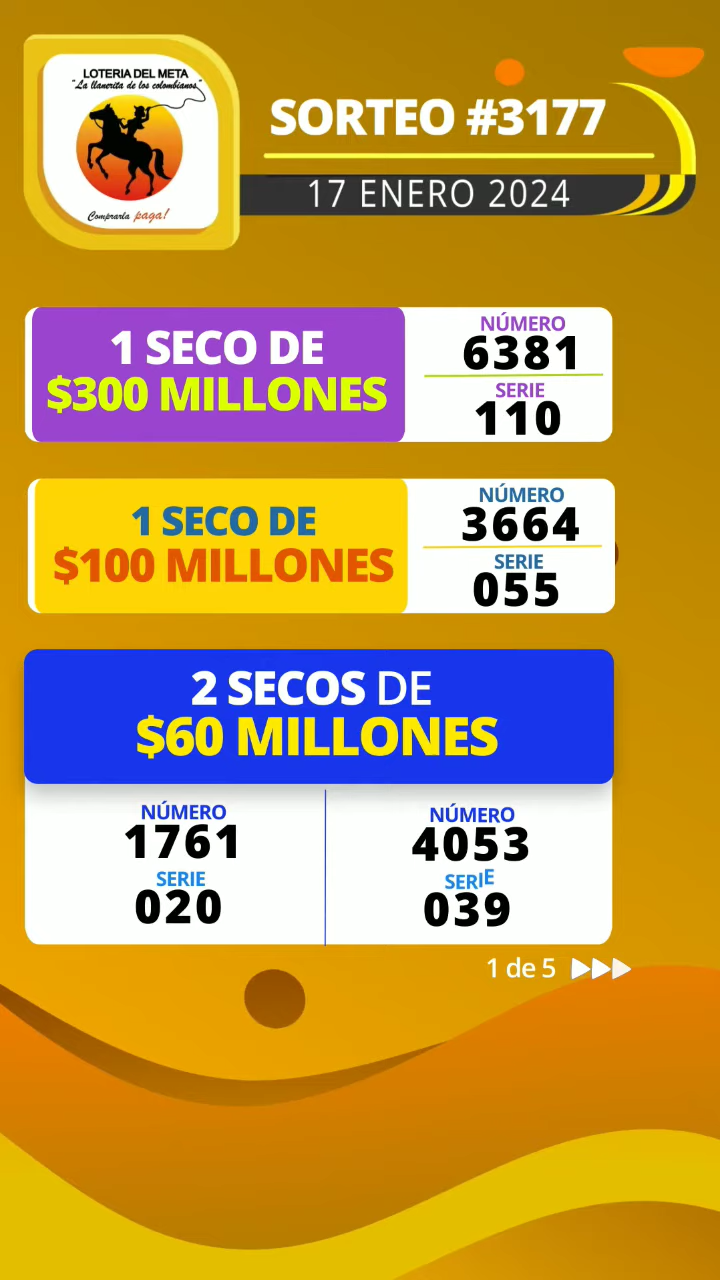 LOTERIA DEL META
"La llanerita de los colombianos"
Comprarla paga!
SORTEO #3177
17 ENERO 2024
1 SECO DE
$300 MILLONES
NÚMERO
6381
SERIE
110
1 SECO DE
$100 MILLONES
NÚMERO
3664
SERIE
055
2 SECOS DE
$60 MILLONES
NÚMERO
1761
SERIE
020
NÚMERO
4053
SERIE
039
1 de 5